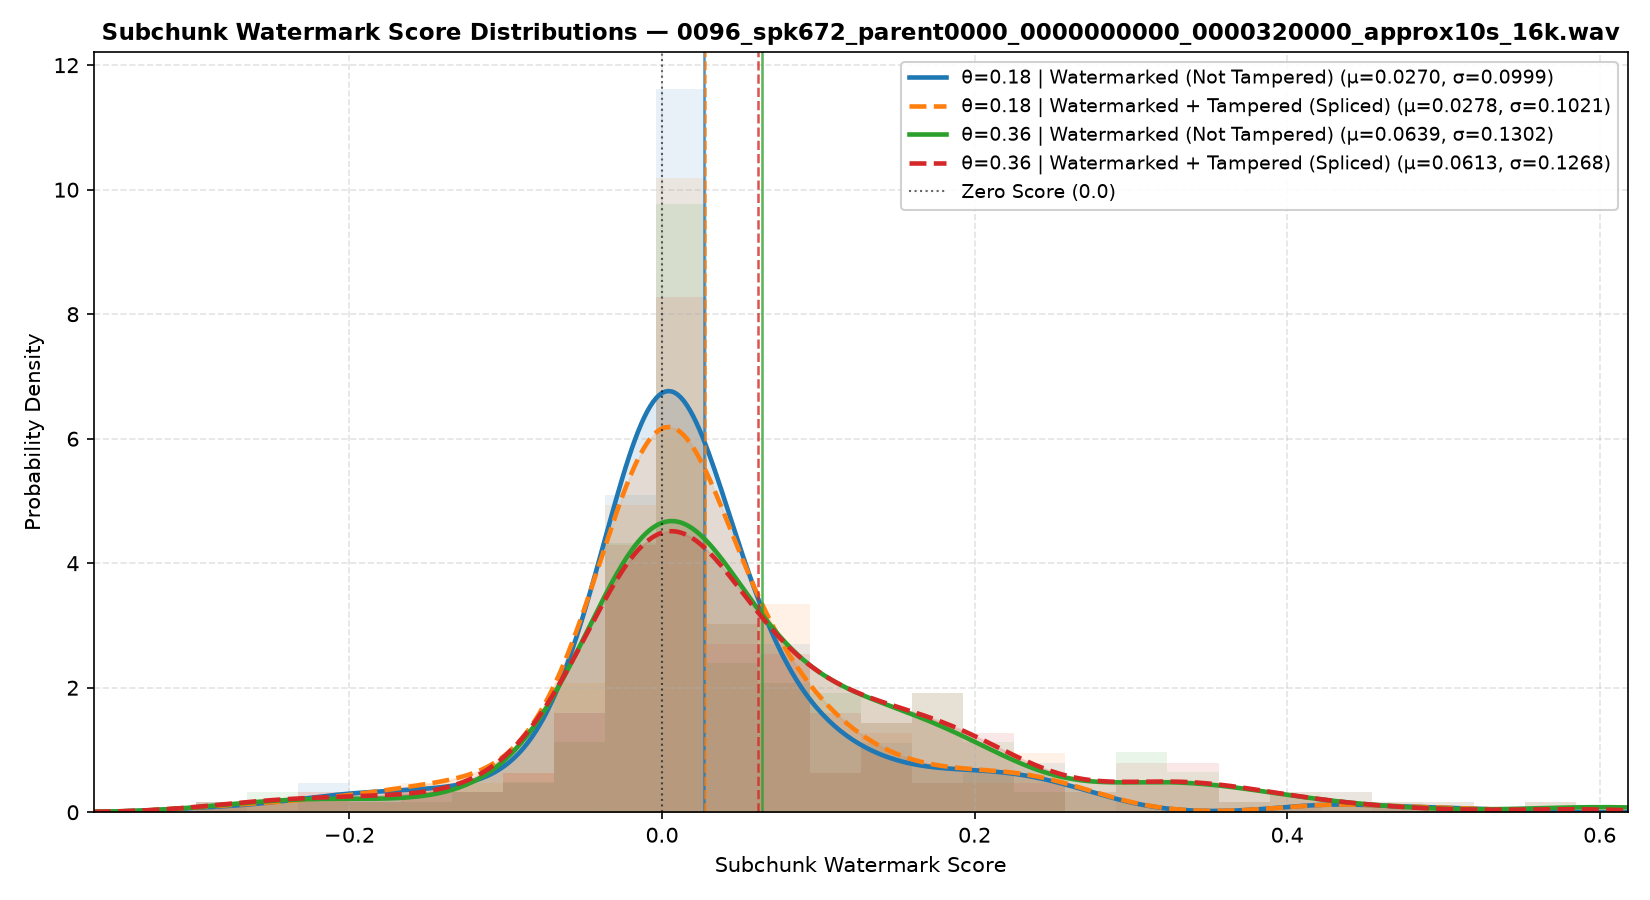 Subchunk Watermark Score Distributions — 0096_spk672_parent0000_0000000000_0000320000_approx10s_16k.wav
θ=0.18 | Watermarked (Not Tampered) (μ=0.0270, σ=0.0999)
θ=0.18 | Watermarked + Tampered (Spliced) (μ=0.0278, σ=0.1021)
θ=0.36 | Watermarked (Not Tampered) (μ=0.0639, σ=0.1302)
θ=0.36 | Watermarked + Tampered (Spliced) (μ=0.0613, σ=0.1268)
Zero Score (0.0)
Probability Density
12
10
8
6
4
2
0
−0.2 0.0 0.2 0.4 0.6
Subchunk Watermark Score